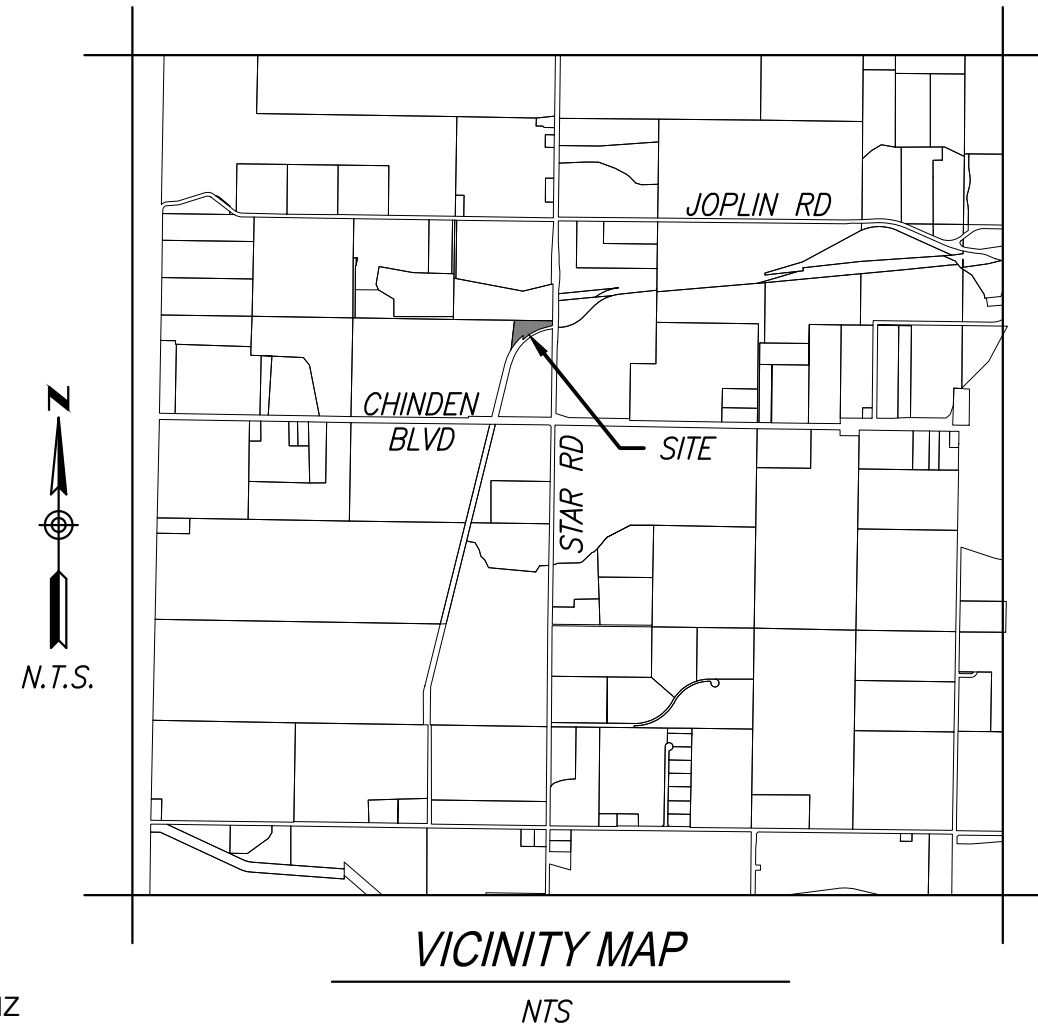 JOPLIN RD
CHINDEN
BLVD
STAR RD
SITE
N
N.T.S.
VICINITY MAP
NTS